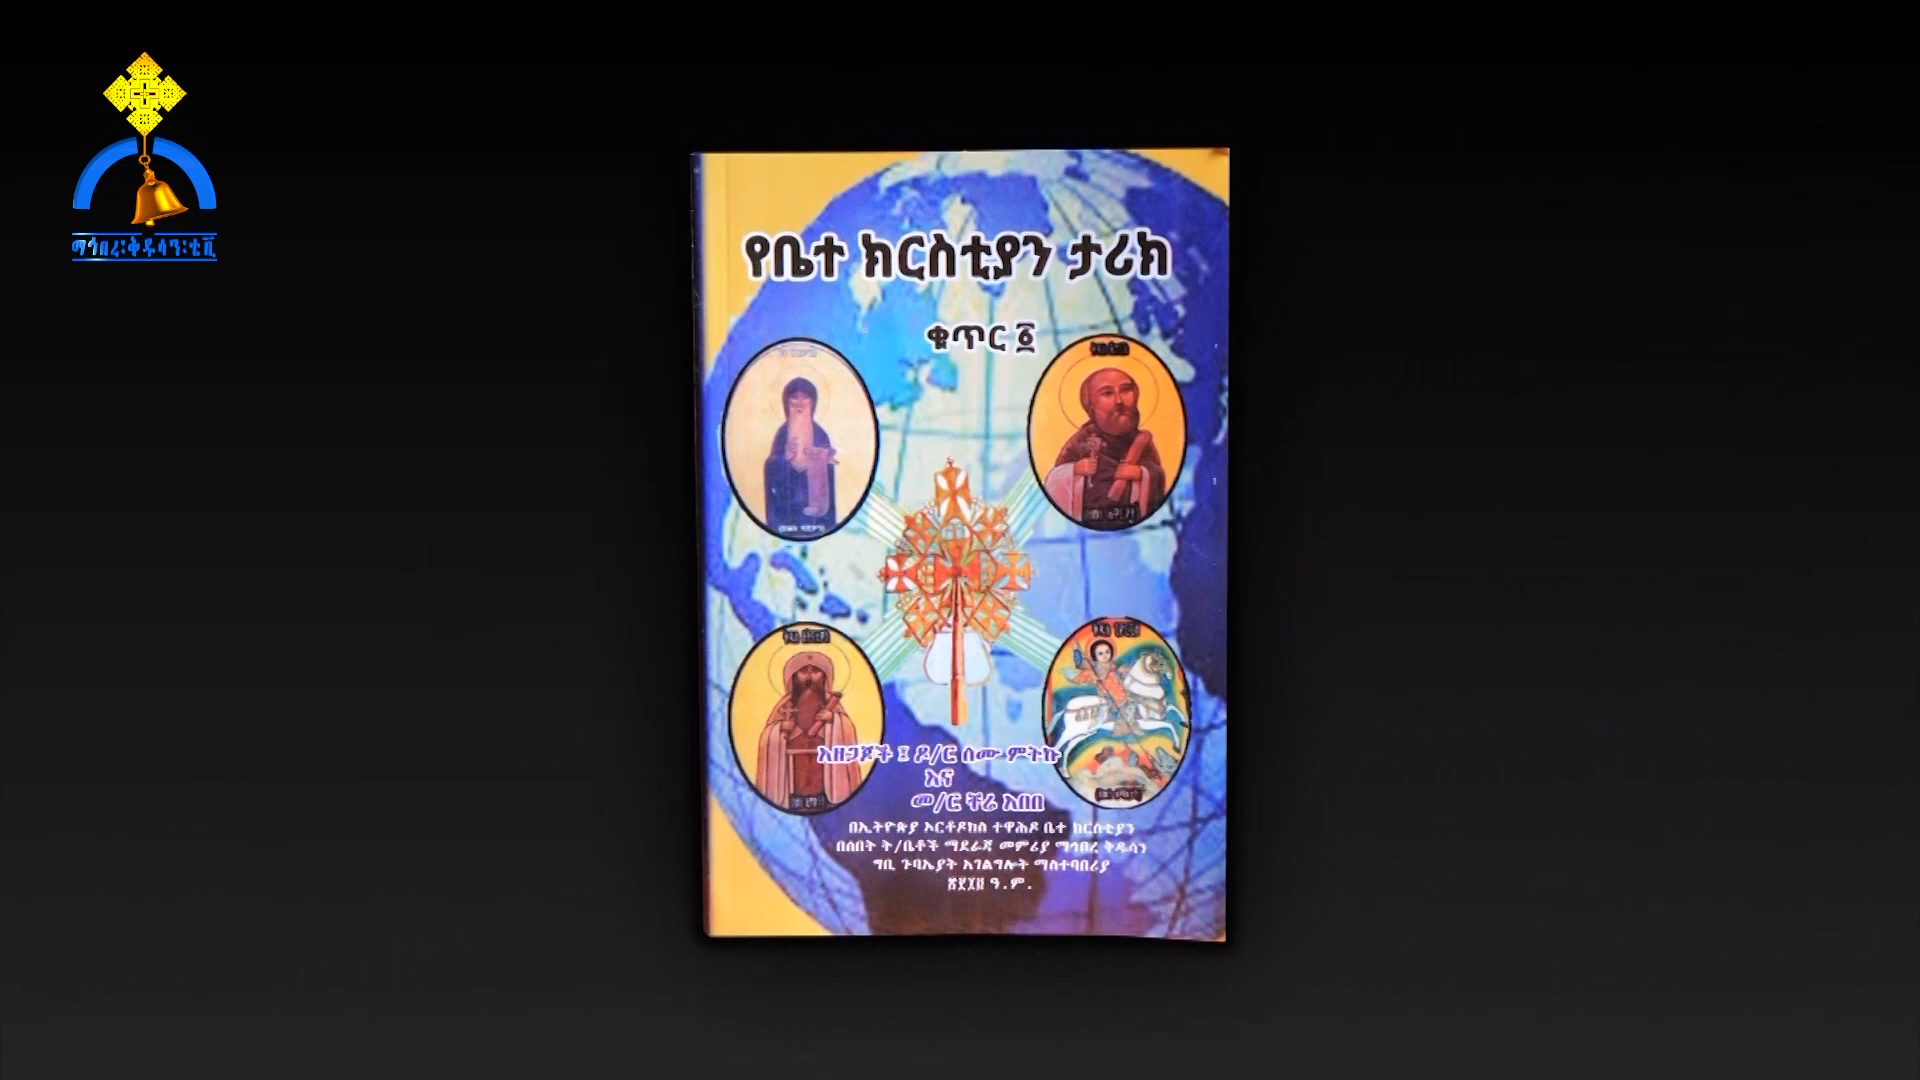 ማኅበረ:ቅዱሳን:ቲቪ
የቤተ ክርስቲያን ታሪክ
ቁጥር ፩
አዘጋጆች ፤ ዶ/ር ሰሙ ምትኩ
እና
መ/ር ቸሬ አበበ
በኢትዮጵያ ኦርቶዶክስ ተዋሕዶ ቤተ ክርስቲያን
በሰበት ት/ቤቶች ማደራጃ መምሪያ ማኅበረ ቅዱሳን
ግቢ ጉባኤያት አገልግሎት ማስተባበሪያ
ዓ.ም.